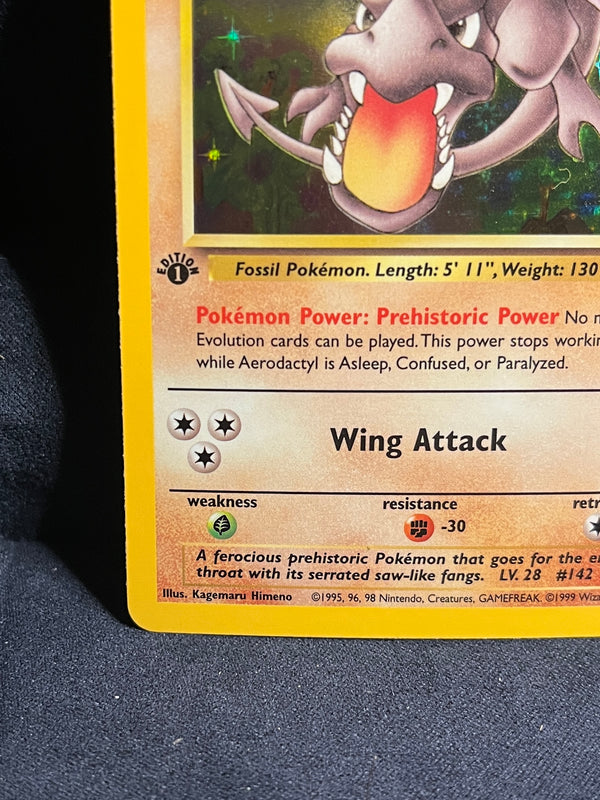 EDITION
1
Fossil Pokémon. Length: 5' 11", Weight: 130
Pokémon Power: Prehistoric Power No
Evolution cards can be played. This power stops
while Aerodactyl is Asleep, Confused, or Paralyzed.
Wing Attack
weakness resistance
-30
A ferocious prehistoric Pokémon that goes for the
throat with its serrated saw-like fangs. LV. 28 #142
Illus. Kagemaru Himeno ©1995, 96, 98 Nintendo, Creatures, GAMEFREAK. ©1999